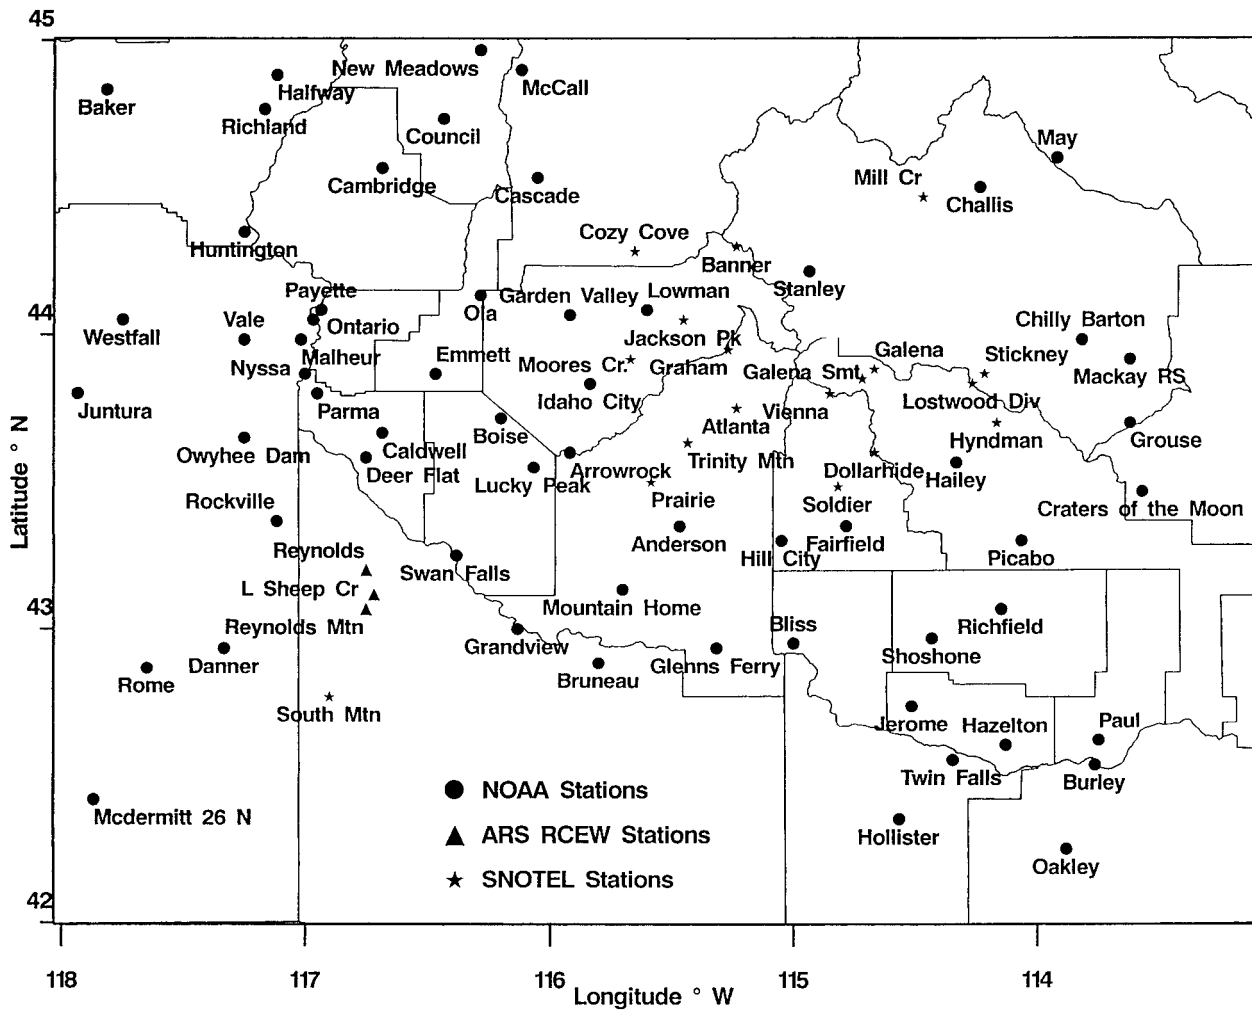 45
New Meadows
McCall
Halfway
Baker
Richland
Council
May
Cambridge
Mill Cr
Cascade
Challis
Cozy Cove
Huntington
Banner
Stanley
Payette
Garden Valley
Lowman
Ola
44
Westfall
Vale
Ontario
Jackson Pk
Chilly Barton
Nyssa
Malheur
Emmett
Moores Cr.
Graham
Galena Smt
Galena
Stickney
Mackay RS
Juntura
Parma
Idaho City
Vienna
Lostwood Div
Atlanta
Boise
Hyndman
Grouse
Owyhee Dam
Caldwell
Deer Flat
Lucky Peak
Arrowrock
Trinity Mth
Dollarhide
Hailey
Rockville
Prairie
Soldier
Craters of the Moon
Latitude ° N
Reynolds
Anderson
Hill City
Fairfield
Picabo
L Sheep Cr
Swan Falls
43
Reynolds Mtn
Mountain Home
Bliss
Richfield
Danner
Grandview
Glenns Ferry
Shoshone
Rome
Bruneau
South Mtn
Jerome
Hazelton
Paul
Twin Falls
Burley
NOAA Stations
Mcdermitt 26 N
ARS RCEW Stations
Hollister
Oakley
SNOTEL Stations
42
118
117
116
115
114
Longitude ° W